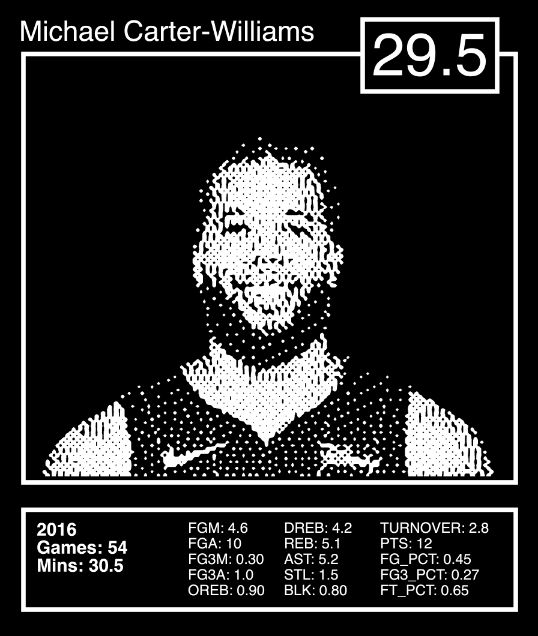 Michael Carter-Williams
29.5
2016
Games: 54
Mins: 30.5
FGM: 4.6
FGA: 10
FG3M: 0.30
FG3A: 1.0
OREB: 0.90
DREB: 4.2
REB: 5.1
AST: 5.2
STL: 1.5
BLK: 0.80
TURNOVER: 2.8
PTS: 12
FG_PCT: 0.45
FG3_PCT: 0.27
FT_PCT: 0.65